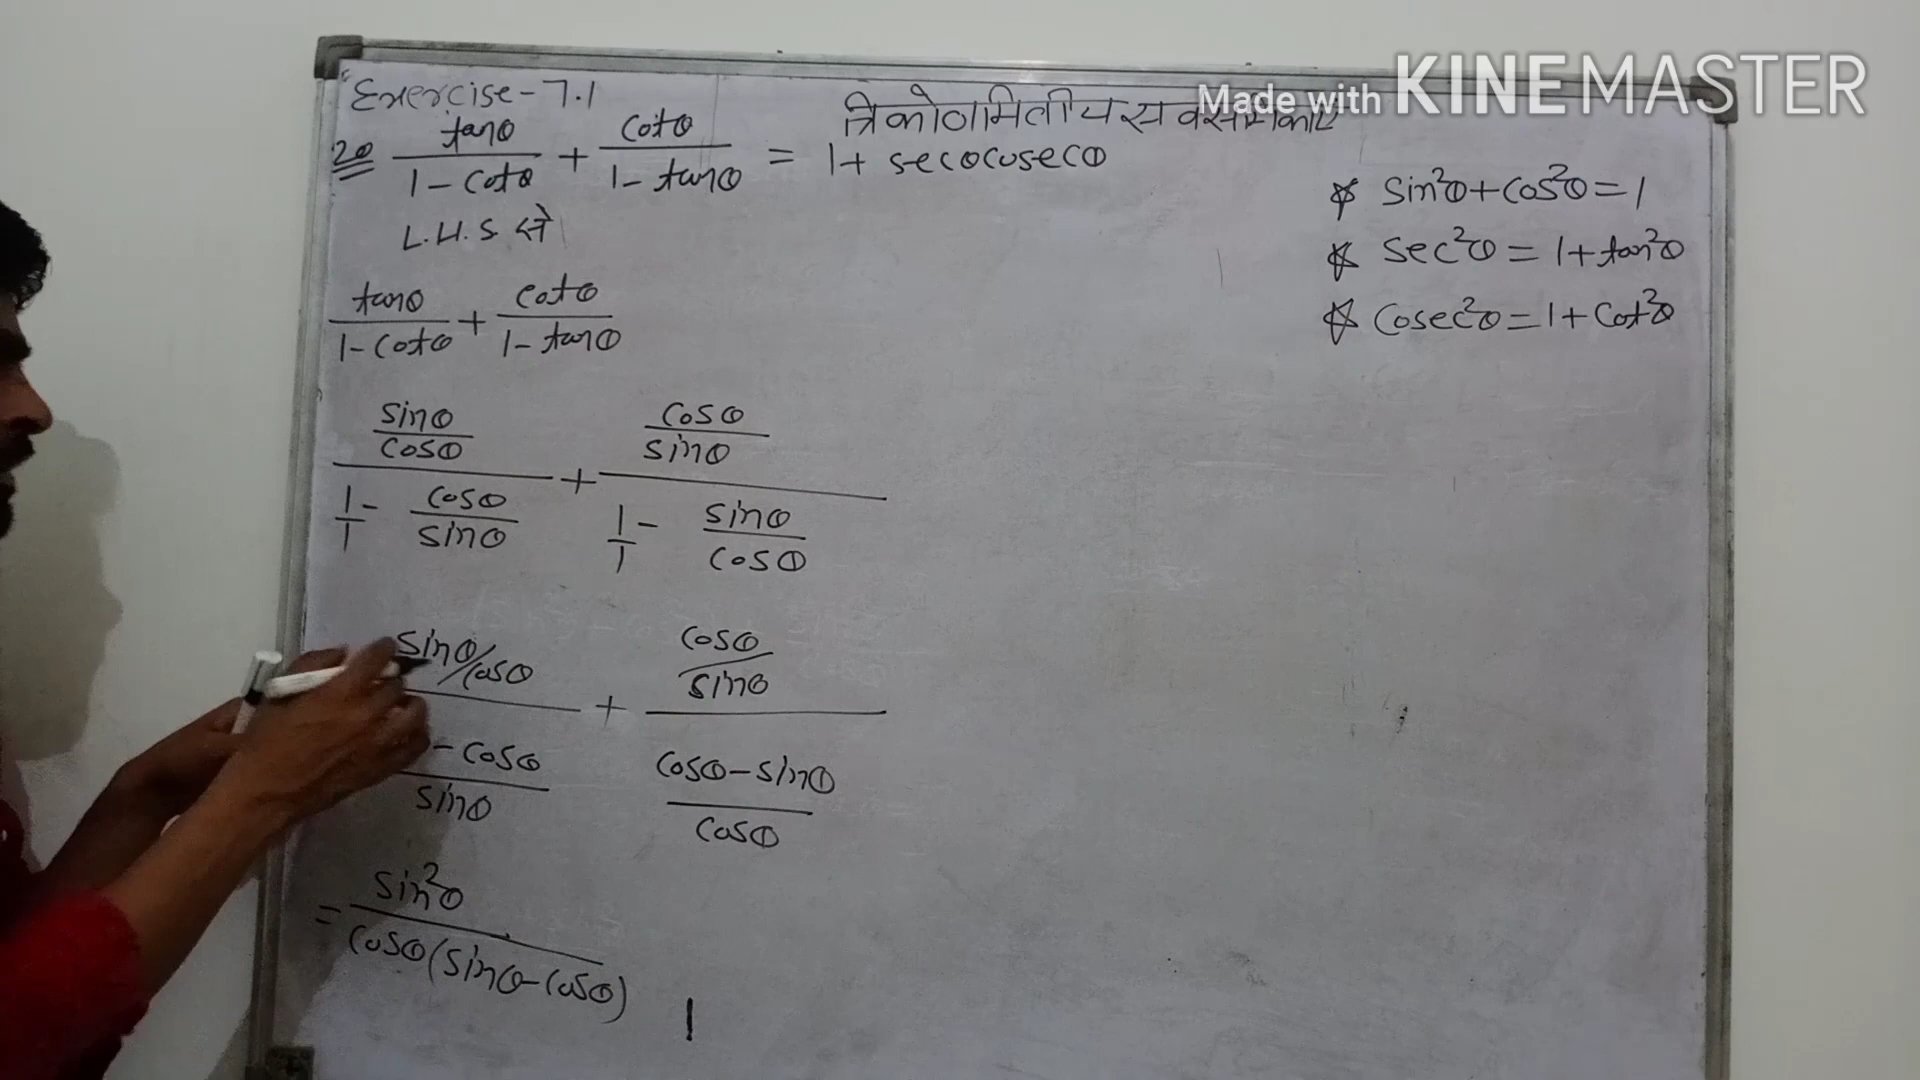 Made with KINEMASTER
Exercise-7.1
त्रिकोणमितीय सर्वसमिकाए
20 tanθ/(1-cotθ) + cotθ/(1-tanθ) = 1+ secθcosecθ
L.H.S. से
tanθ/(1-cotθ) + cotθ/(1-tanθ)
(sinθ/cosθ)/(1/1 - cosθ/sinθ) + (cosθ/sinθ)/(1/1 - sinθ/cosθ)
(sinθ/cosθ)/(-cosθ/sinθ) + (cosθ/sinθ)/((cosθ-sinθ)/cosθ)
= sin²θ/(cosθ(sinθ-cosθ))
* sin²θ+cos²θ=1
* sec²θ=1+tan²θ
* cosec²θ=1+cot²θ